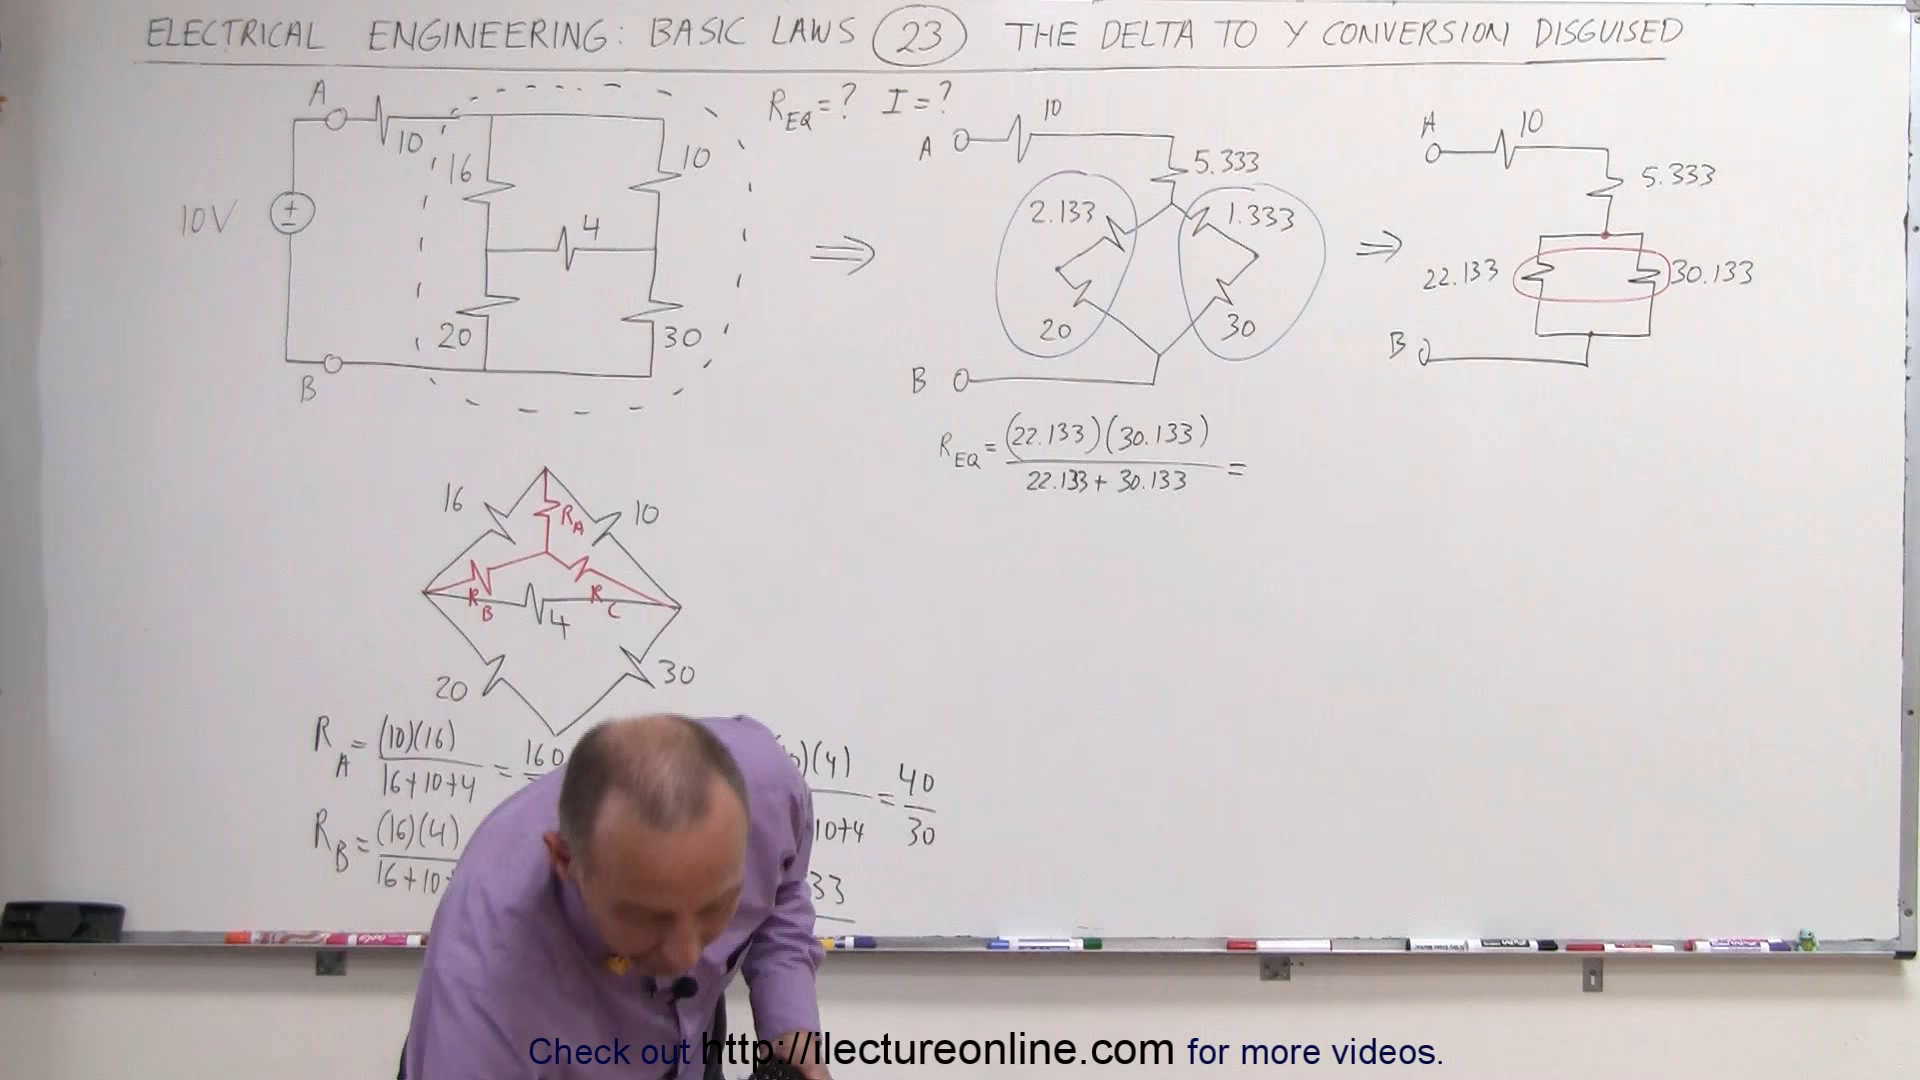 ELECTRICAL ENGINEERING: BASIC LAWS 23 THE DELTA TO Y CONVERSION DISGUISED
A
10
16
10
4
10V
20
30
B
R_EQ = ? I = ?
A
10
5.333
2.133
1.333
20
30
B
A
10
5.333
22.133
30.133
B
R_EQ = (22.133)(30.133)
22.133 + 30.133 =
16
10
R_A
R_B
R_C
4
20
30
R_A = (10)(16)
16+10+4
= 160
R_B = (16)(4)
16+10
)(4)
10+4
= 40
30
33
Check out http://ilectureonline.com for more videos.